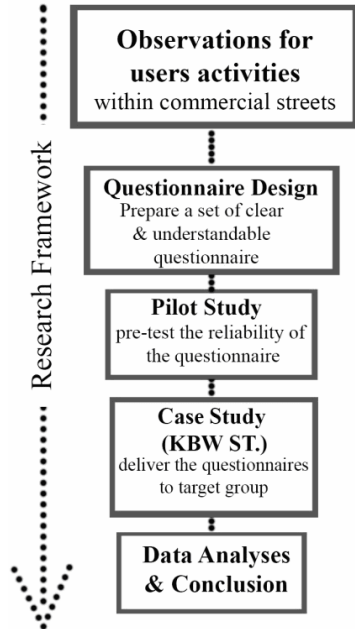 Research Framework
Observations for
users activities
within commercial streets
Questionnaire Design
Prepare a set of clear
& understandable
questionnaire
Pilot Study
pre-test the reliability of
the questionnaire
Case Study
(KBW ST.)
deliver the questionnaires
to target group
Data Analyses
& Conclusion